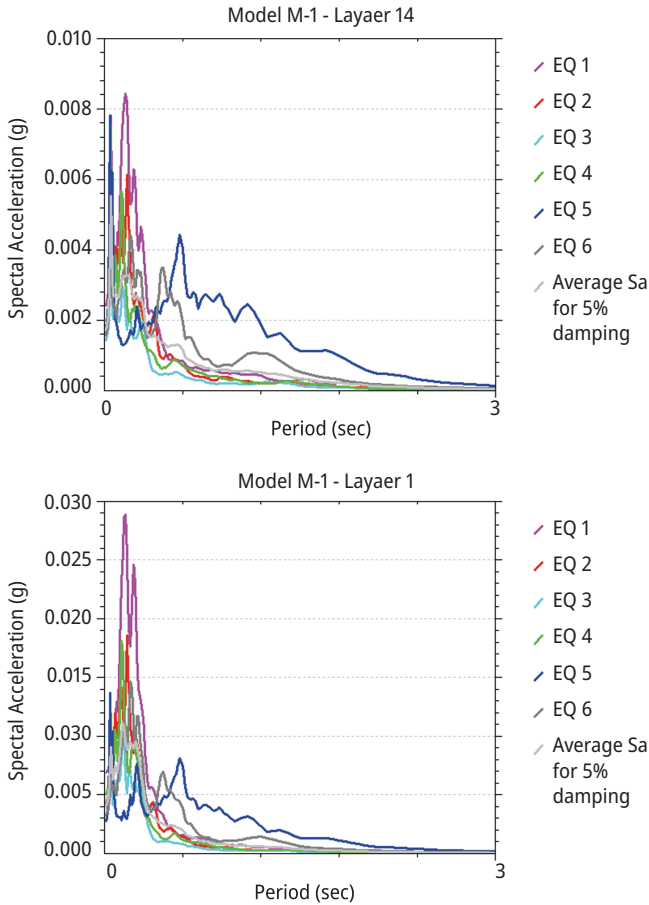 Model M-1 - Layaer 14
Spectal Acceleration (g)
0.010
0.008
0.006
0.004
0.002
0.000
0
3
Period (sec)
EQ 1
EQ 2
EQ 3
EQ 4
EQ 5
EQ 6
Average Sa
for 5%
damping
Model M-1 - Layaer 1
Spectal Acceleration (g)
0.030
0.025
0.020
0.015
0.030
0.005
0.000
0
3
Period (sec)
EQ 1
EQ 2
EQ 3
EQ 4
EQ 5
EQ 6
Average Sa
for 5%
damping